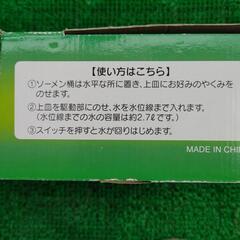 【使い方はこちら】
①ソーメン桶は水平な所に置き、上皿にお好みのやくみを
のせます。
②上皿を駆動部にのせ、水を水位線まで入れます。
(水位線までの水の容量は約2.7ℓです。)
③スイッチを押すと水が回りはじめます。
MADE IN CHI